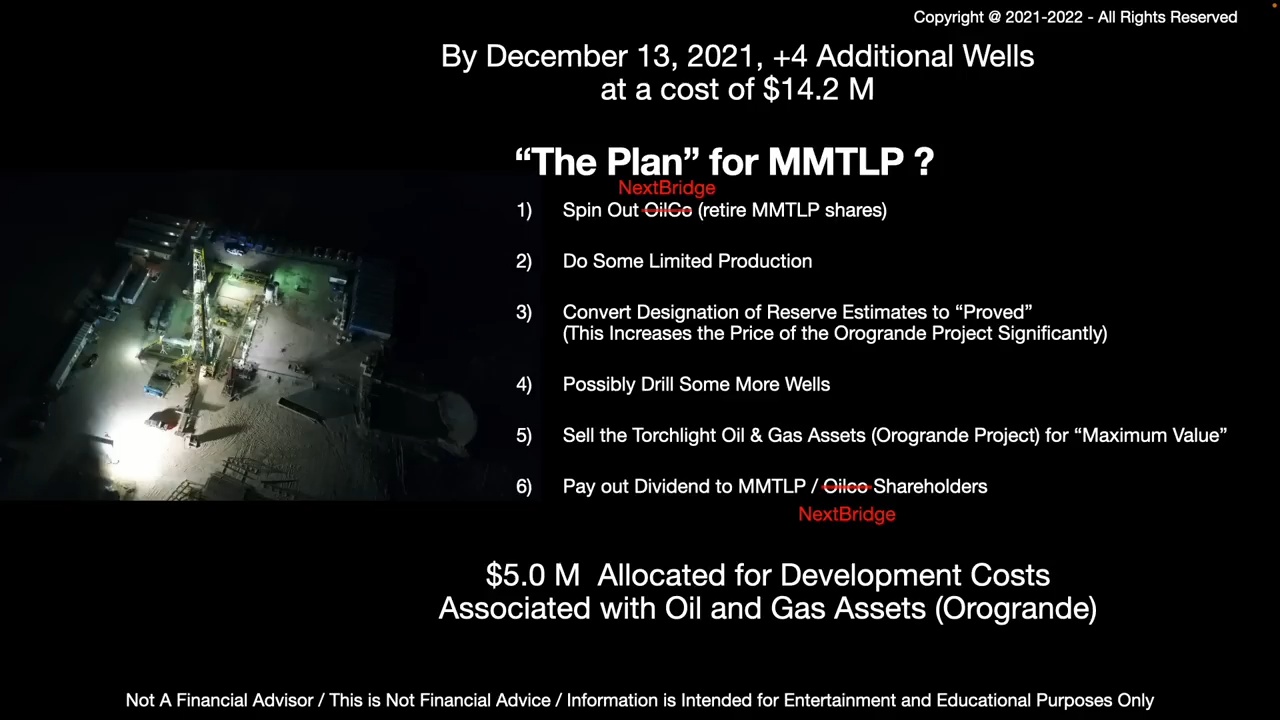 Copyright @ 2021-2022 - All Rights Reserved
By December 13, 2021, +4 Additional Wells
at a cost of $14.2 M
“The Plan” for MMTLP ?
NextBridge
1) Spin Out OilCo (retire MMTLP shares)
2) Do Some Limited Production
3) Convert Designation of Reserve Estimates to “Proved”
(This Increases the Price of the Orogrande Project Significantly)
4) Possibly Drill Some More Wells
5) Sell the Torchlight Oil & Gas Assets (Orogrande Project) for “Maximum Value”
6) Pay out Dividend to MMTLP / Oilco Shareholders
NextBridge
$5.0 M Allocated for Development Costs
Associated with Oil and Gas Assets (Orogrande)
Not A Financial Advisor / This is Not Financial Advice / Information is Intended for Entertainment and Educational Purposes Only